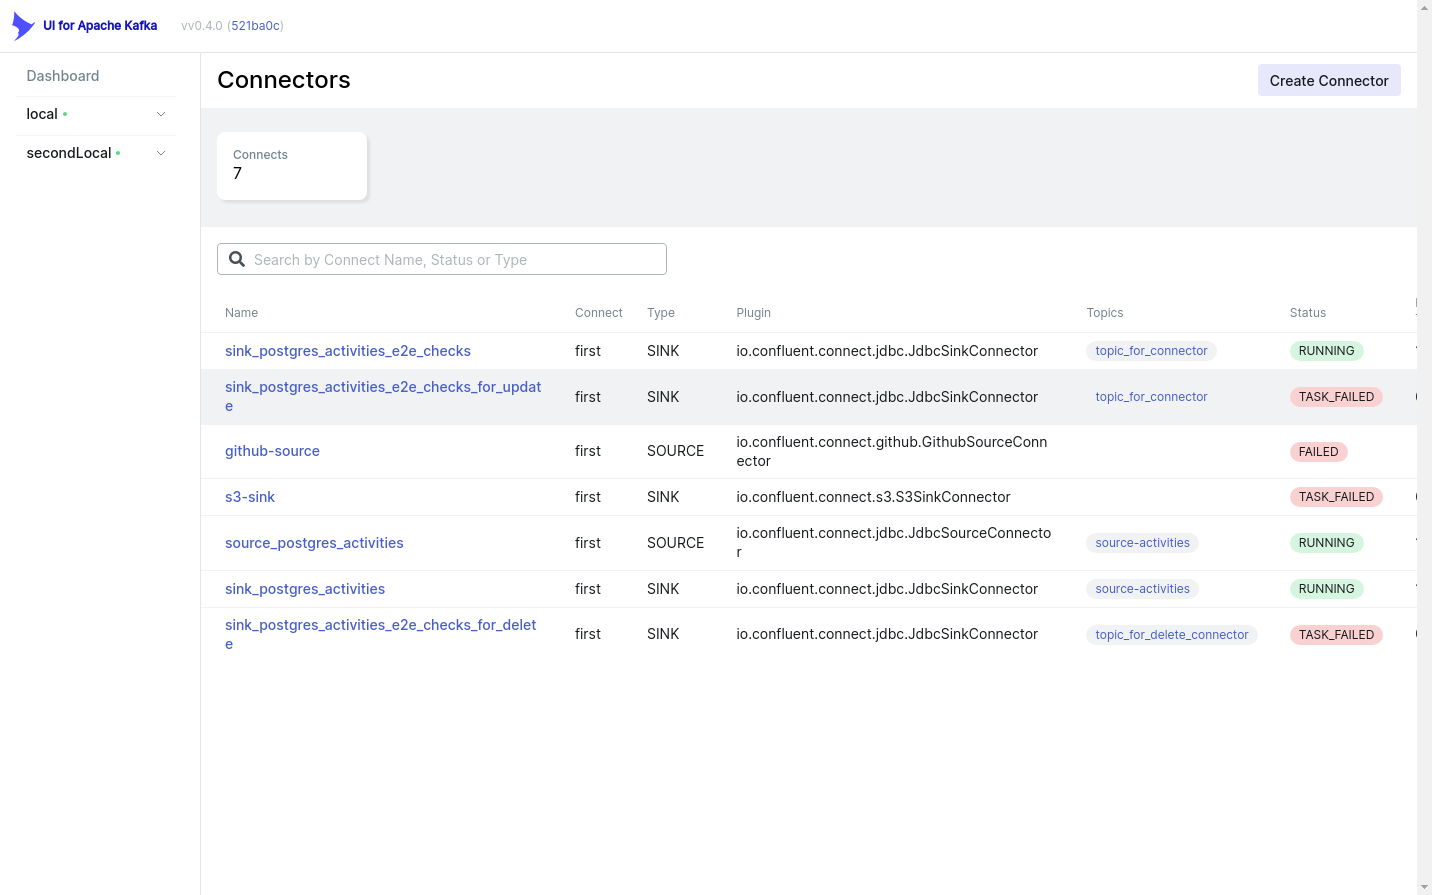 UI for Apache Kafka vv0.4.0 (521ba0c)
Dashboard
local
secondLocal
Connectors
Create Connector
Connects
7
Search by Connect Name, Status or Type
Name Connect Type Plugin Topics Status
sink_postgres_activities_e2e_checks first SINK io.confluent.connect.jdbc.JdbcSinkConnector topic_for_connector RUNNING
sink_postgres_activities_e2e_checks_for_updat
e
first SINK io.confluent.connect.jdbc.JdbcSinkConnector topic_for_connector TASK_FAILED
github-source first SOURCE
io.confluent.connect.github.GithubSourceConn
ector
FAILED
s3-sink first SINK io.confluent.connect.s3.S3SinkConnector TASK_FAILED
source_postgres_activities first SOURCE
io.confluent.connect.jdbc.JdbcSourceConnecto
r
source-activities RUNNING
sink_postgres_activities first SINK io.confluent.connect.jdbc.JdbcSinkConnector source-activities RUNNING
sink_postgres_activities_e2e_checks_for_delet
e
first SINK io.confluent.connect.jdbc.JdbcSinkConnector topic_for_delete_connector TASK_FAILED